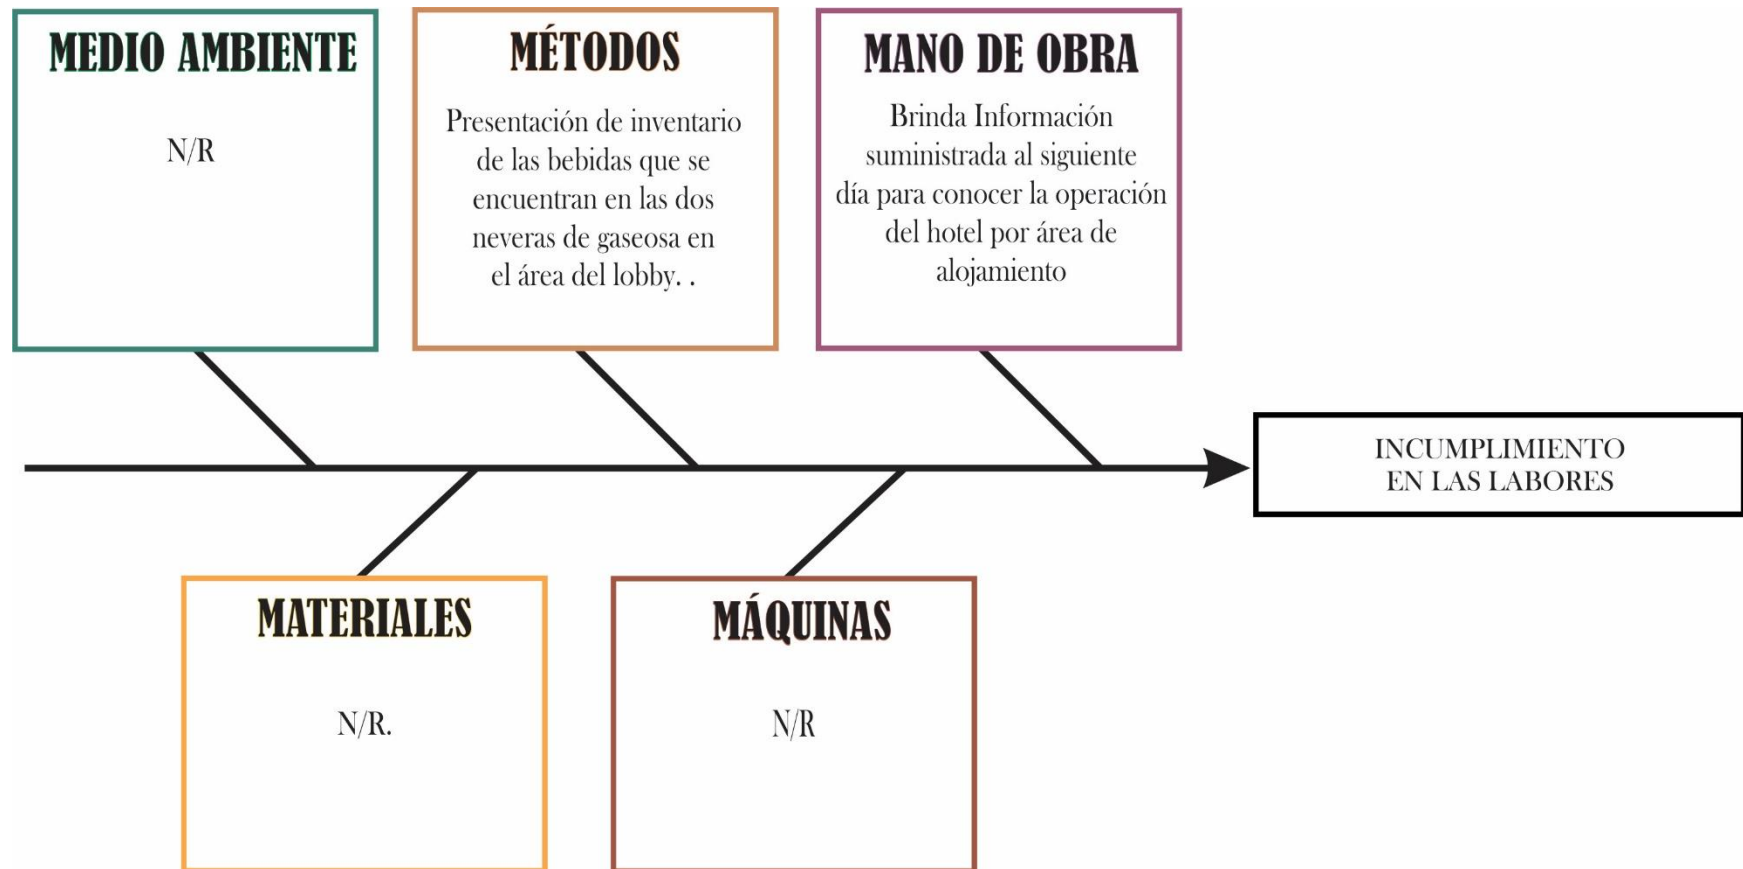 MEDIO AMBIENTE
N/R
MÉTODOS
Presentación de inventario
de las bebidas que se
encuentran en las dos
neveras de gaseosa en
el área del lobby. .
MANO DE OBRA
Brinda Información
suministrada al siguiente
día para conocer la operación
del hotel por área de
alojamiento
INCUMPLIMIENTO
EN LAS LABORES
MATERIALES
N/R.
MÁQUINAS
N/R